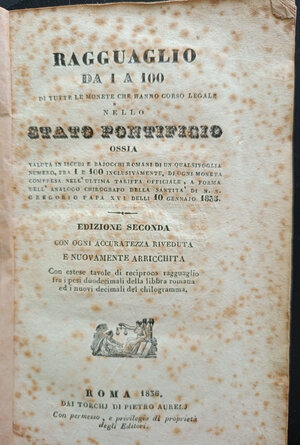 RAGGUAGLIO
DA 1 A 100
DI TUTTE LE MONETE CHE HANNO CORSO LEGALE
NELLO
STATO PONTIFICIO
OSSIA
VALUTA IN ISCUDI E BAJOCCHI ROMANI DI UN QUALSIVOGLIA
NUMERO, FRA 1 E 100 INCLUSIVAMENTE, DI OGNI MONETA
COMPRESA NELL'ULTIMA TARIFFA OFFICIALE, A FORMA
DELL'ANALOGO CHIROGRAFO DELLA SANTITA' DI N. S.
GREGORIO PAPA XVI DELLI 10 GENNAIO 1835.
EDIZIONE SECONDA
CON OGNI ACCURATEZZA RIVEDUTA
E NUOVAMENTE ARRICCHITA
Con estese tavole di reciproco ragguaglio
fra i pesi duodecimali della libbra romana
ed i nuovi decimali del chilogramma.
ROMA 1836.
DAI TORCHJ DI PIETRO AURELJ
Con permesso, e privilegio di proprietà
degli Editori.